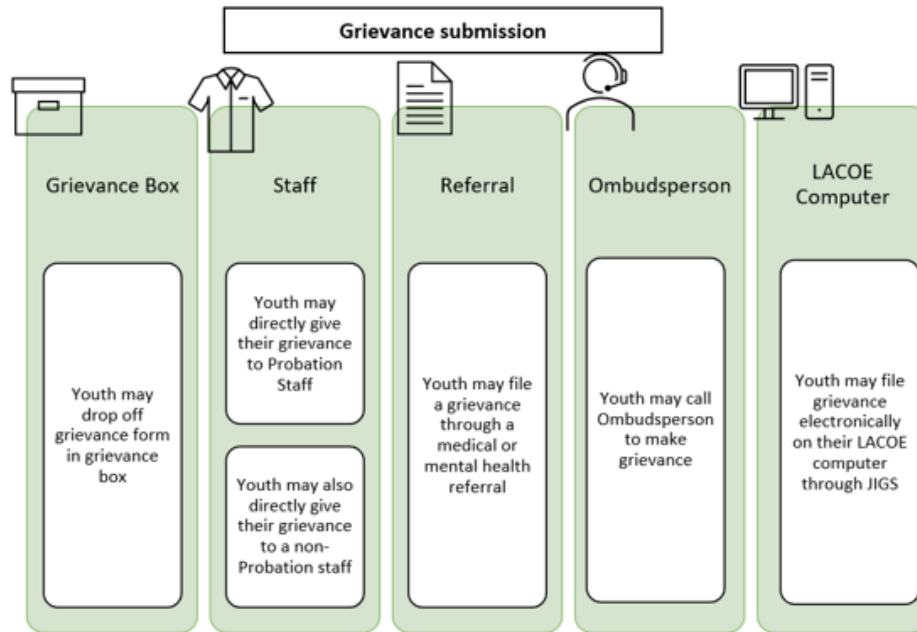 Grievance submission
Grievance Box
Youth may
drop off
grievance form
in grievance
box
Staff
Youth may
directly give
their grievance
to Probation
Staff
Youth may also
directly give
their grievance
to a non-
Probation staff
Referral
Youth may file
a grievance
through a
medical or
mental health
referral
Ombudsperson
Youth may call
Ombudsperson
to make
grievance
LACOE
Computer
Youth may file
grievance
electronically
on their LACOE
computer
through JIGS